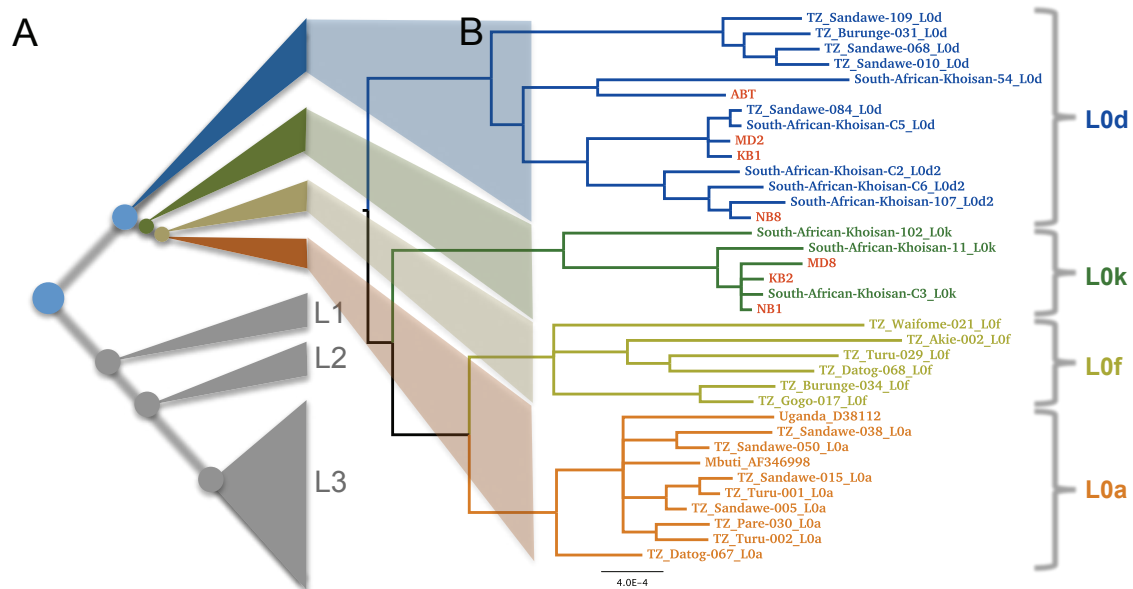 A
B
L1
L2
L3
TZ_Sandawe-109_L0d
TZ_Burunge-031_L0d
TZ_Sandawe-068_L0d
TZ_Sandawe-010_L0d
South-African-Khoisan-54_L0d
ABT
TZ_Sandawe-084_L0d
South-African-Khoisan-C5_L0d
MD2
KB1
South-African-Khoisan-C2_L0d2
South-African-Khoisan-C6_L0d2
South-African-Khoisan-107_L0d2
NB8
L0d
South-African-Khoisan-102_L0k
South-African-Khoisan-11_L0k
MD8
KB2
South-African-Khoisan-C3_L0k
NB1
L0k
TZ_Waifome-021_L0f
TZ_Akie-002_L0f
TZ_Turu-029_L0f
TZ_Datog-068_L0f
TZ_Burunge-034_L0f
TZ_Gogo-017_L0f
L0f
Uganda_D38112
TZ_Sandawe-038_L0a
TZ_Sandawe-050_L0a
Mbuti_AF346998
TZ_Sandawe-015_L0a
TZ_Turu-001_L0a
TZ_Sandawe-005_L0a
TZ_Pare-030_L0a
TZ_Turu-002_L0a
TZ_Datog-067_L0a
L0a
4.0E-4